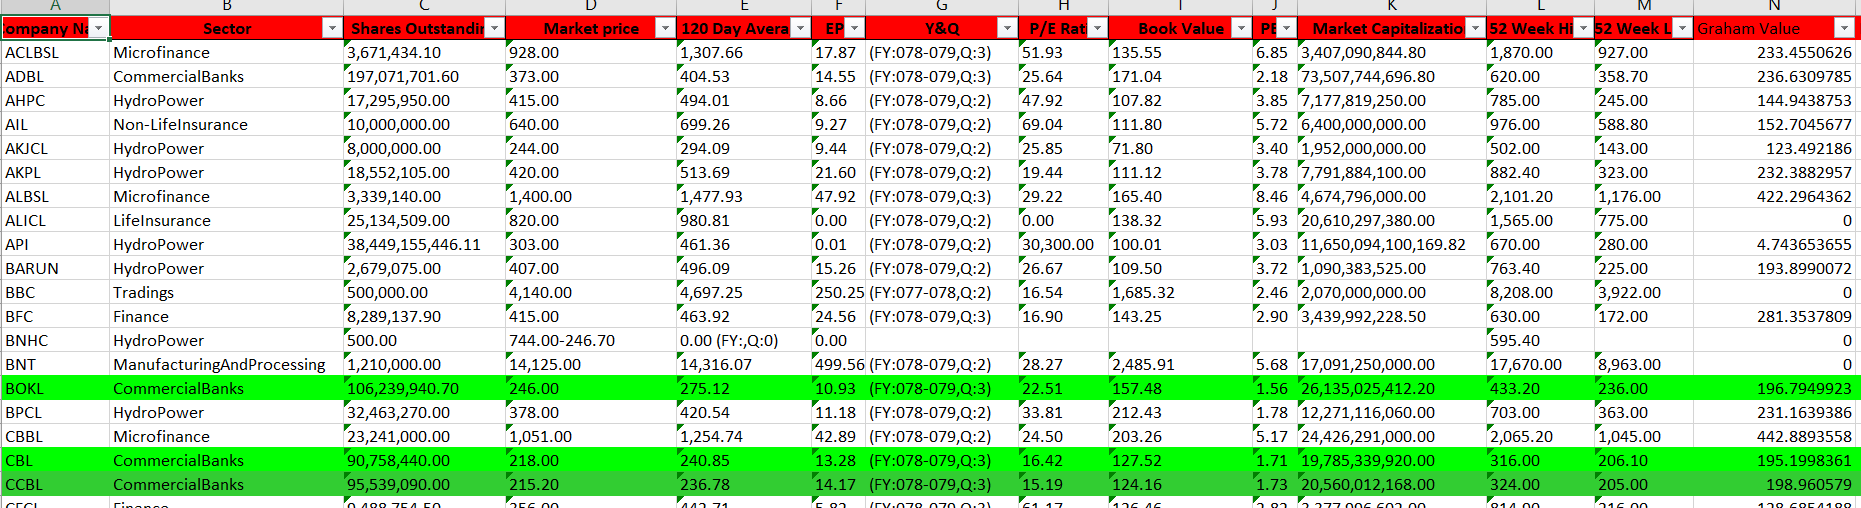 A B C D E F G H I J K L M N
ompany Na Sector Shares Outstandin Market price 120 Day Avera EP Y&Q P/E Rat Book Value PE Market Capitalizatio 52 Week Hi 52 Week L Graham Value
ACLBSL Microfinance 3,671,434.10 928.00 1,307.66 17.87 (FY:078-079,Q:3) 51.93 135.55 6.85 3,407,090,844.80 1,870.00 927.00 233.4550626
ADBL CommercialBanks 197,071,701.60 373.00 404.53 14.55 (FY:078-079,Q:3) 25.64 171.04 2.18 73,507,744,696.80 620.00 358.70 236.6309785
AHPC HydroPower 17,295,950.00 415.00 494.01 8.66 (FY:078-079,Q:2) 47.92 107.82 3.85 7,177,819,250.00 785.00 245.00 144.9438753
AIL Non-LifeInsurance 10,000,000.00 640.00 699.26 9.27 (FY:078-079,Q:2) 69.04 111.80 5.72 6,400,000,000.00 976.00 588.80 152.7045677
AKJCL HydroPower 8,000,000.00 244.00 294.09 9.44 (FY:078-079,Q:2) 25.85 71.80 3.40 1,952,000,000.00 502.00 143.00 123.492186
AKPL HydroPower 18,552,105.00 420.00 513.69 21.60 (FY:078-079,Q:2) 19.44 111.12 3.78 7,791,884,100.00 882.40 323.00 232.3882957
ALBSL Microfinance 3,339,140.00 1,400.00 1,477.93 47.92 (FY:078-079,Q:3) 29.22 165.40 8.46 4,674,796,000.00 2,101.20 1,176.00 422.2964362
ALICL LifeInsurance 25,134,509.00 820.00 980.81 0.00 (FY:078-079,Q:2) 0.00 138.32 5.93 20,610,297,380.00 1,565.00 775.00 0
API HydroPower 38,449,155,446.11 303.00 461.36 0.01 (FY:078-079,Q:2) 30,300.00 100.01 3.03 11,650,094,100,169.82 670.00 280.00 4.743653655
BARUN HydroPower 2,679,075.00 407.00 496.09 15.26 (FY:078-079,Q:2) 26.67 109.50 3.72 1,090,383,525.00 763.40 225.00 193.8990072
BBC Tradings 500,000.00 4,140.00 4,697.25 250.25 (FY:077-078,Q:2) 16.54 1,685.32 2.46 2,070,000,000.00 8,208.00 3,922.00 0
BFC Finance 8,289,137.90 415.00 463.92 24.56 (FY:078-079,Q:3) 16.90 143.25 2.90 3,439,992,228.50 630.00 172.00 281.3537809
BNHC HydroPower 500.00 744.00-246.70 0.00 (FY:,Q:0) 0.00 595.40 0
BNT ManufacturingAndProcessing 1,210,000.00 14,125.00 14,316.07 499.56 (FY:078-079,Q:2) 28.27 2,485.91 5.68 17,091,250,000.00 17,670.00 8,963.00 0
BOKL CommercialBanks 106,239,940.70 246.00 275.12 10.93 (FY:078-079,Q:3) 22.51 157.48 1.56 26,135,025,412.20 433.20 236.00 196.7949923
BPCL HydroPower 32,463,270.00 378.00 420.54 11.18 (FY:078-079,Q:2) 33.81 212.43 1.78 12,271,116,060.00 703.00 363.00 231.1639386
CBBL Microfinance 23,241,000.00 1,051.00 1,254.74 42.89 (FY:078-079,Q:2) 24.50 203.26 5.17 24,426,291,000.00 2,065.20 1,045.00 442.8893558
CBL CommercialBanks 90,758,440.00 218.00 240.85 13.28 (FY:078-079,Q:3) 16.42 127.52 1.71 19,785,339,920.00 316.00 206.10 195.1998361
CCBL CommercialBanks 95,539,090.00 215.20 236.78 14.17 (FY:078-079,Q:3) 15.19 124.16 1.73 20,560,012,168.00 324.00 205.00 198.960579